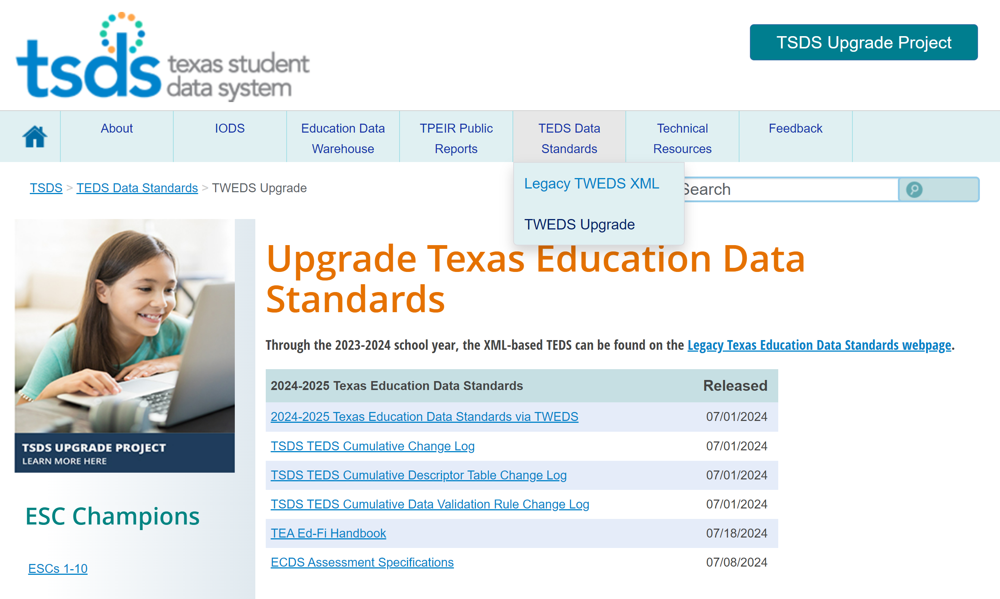 tsds texas student
data system
TSDS Upgrade Project
About
IODS
Education Data
Warehouse
TPEIR Public
Reports
TEDS Data
Standards
Technical
Resources
Feedback
TSDS > TEDS Data Standards > TWEDS Upgrade
Legacy TWEDS XML
TWEDS Upgrade
Search
Upgrade Texas Education Data
Standards
Through the 2023-2024 school year, the XML-based TEDS can be found on the Legacy Texas Education Data Standards webpage.
2024-2025 Texas Education Data Standards Released
2024-2025 Texas Education Data Standards via TWEDS 07/01/2024
TSDS TEDS Cumulative Change Log 07/01/2024
TSDS TEDS Cumulative Descriptor Table Change Log 07/01/2024
TSDS TEDS Cumulative Data Validation Rule Change Log 07/01/2024
TEA Ed-Fi Handbook 07/18/2024
ECDS Assessment Specifications 07/08/2024
TSDS UPGRADE PROJECT
LEARN MORE HERE
ESC Champions
ESCs 1-10